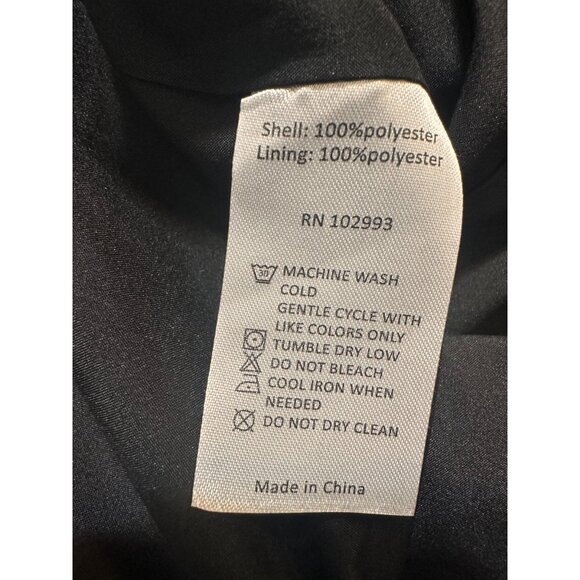 Shell: 100%polyester
Lining: 100%polyester
RN 102993
30 MACHINE WASH
COLD
GENTLE CYCLE WITH
LIKE COLORS ONLY
TUMBLE DRY LOW
DO NOT BLEACH
COOL IRON WHEN
NEEDED
DO NOT DRY CLEAN
Made in China